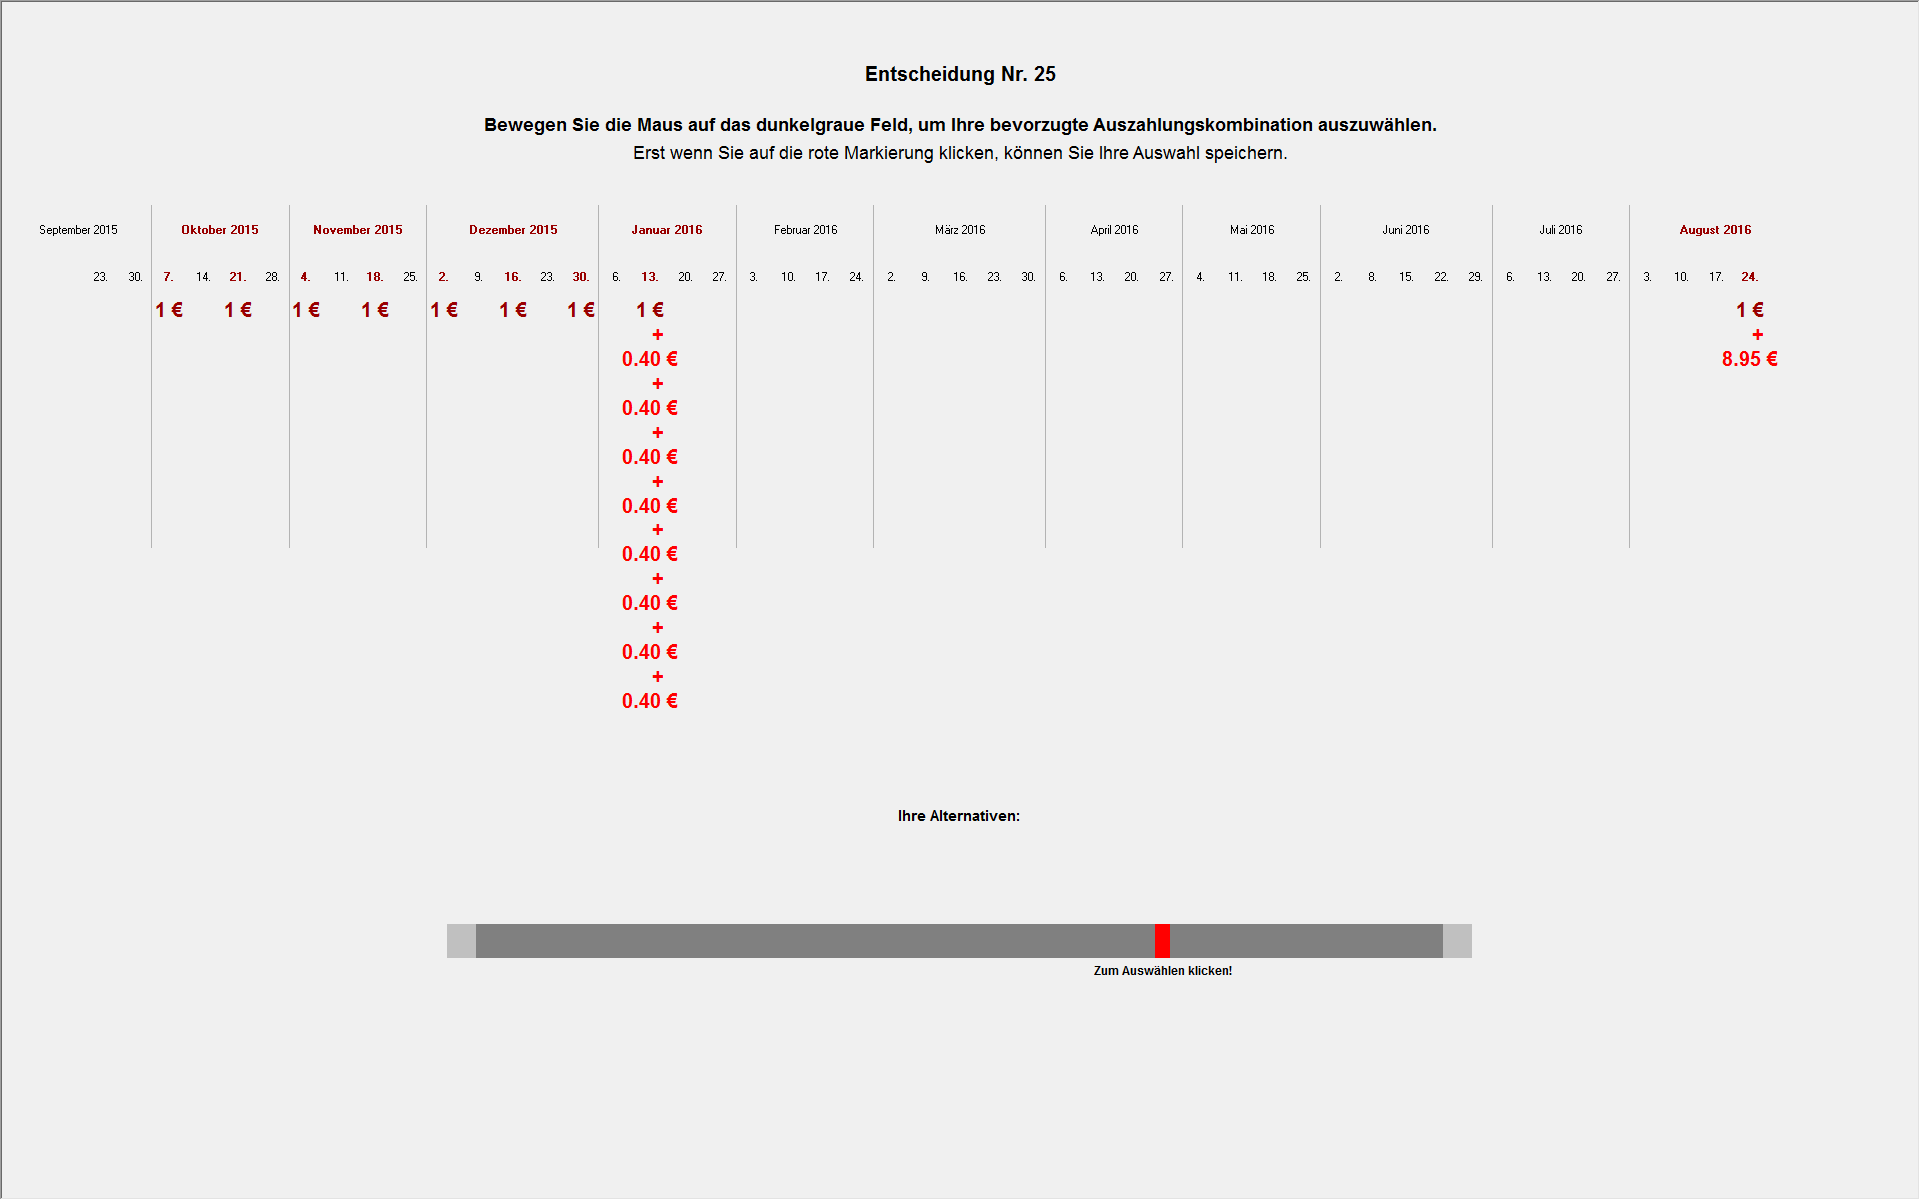 Entscheidung Nr. 25
Bewegen Sie die Maus auf das dunkelgraue Feld, um Ihre bevorzugte Auszahlungskombination auszuwählen.
Erst wenn Sie auf die rote Markierung klicken, können Sie Ihre Auswahl speichern.
September 2015 Oktober 2015 November 2015 Dezember 2015 Januar 2016 Februar 2016 März 2016 April 2016 Mai 2016 Juni 2016 Juli 2016 August 2016
23. 30. 7. 14. 21. 28. 4. 11. 18. 25. 2. 9. 16. 23. 30. 6. 13. 20. 27. 3. 10. 17. 24. 2. 9. 16. 23. 30. 6. 13. 20. 27. 4. 11. 18. 25. 2. 8. 15. 22. 29. 6. 13. 20. 27. 3. 10. 17. 24.
1 € 1 € 1 € 1 € 1 € 1 € 1 € 1 € 1 €
+ +
0.40 € 8.95 €
+
0.40 €
+
0.40 €
+
0.40 €
+
0.40 €
+
0.40 €
+
0.40 €
+
0.40 €
Ihre Alternativen:
Zum Auswählen klicken!